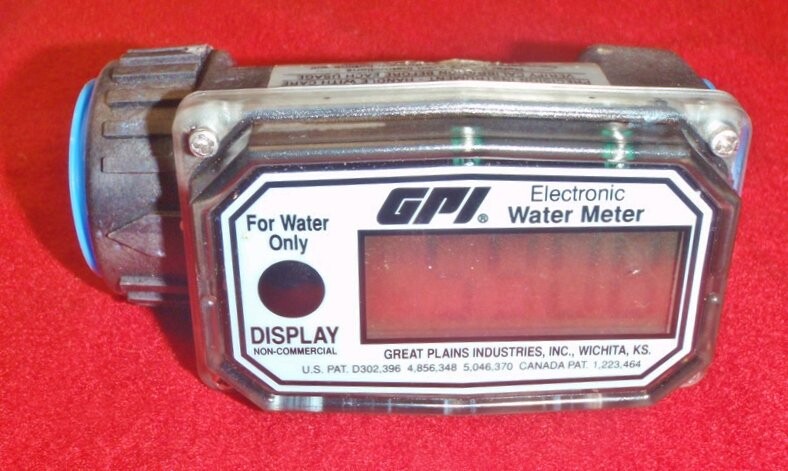 GPI®
Electronic
Water Meter
For Water
Only
DISPLAY
NON-COMMERCIAL
GREAT PLAINS INDUSTRIES, INC., WICHITA, KS.
U.S. PAT. D302,396 4,856,348 5,046,370 CANADA PAT. 1,223,464